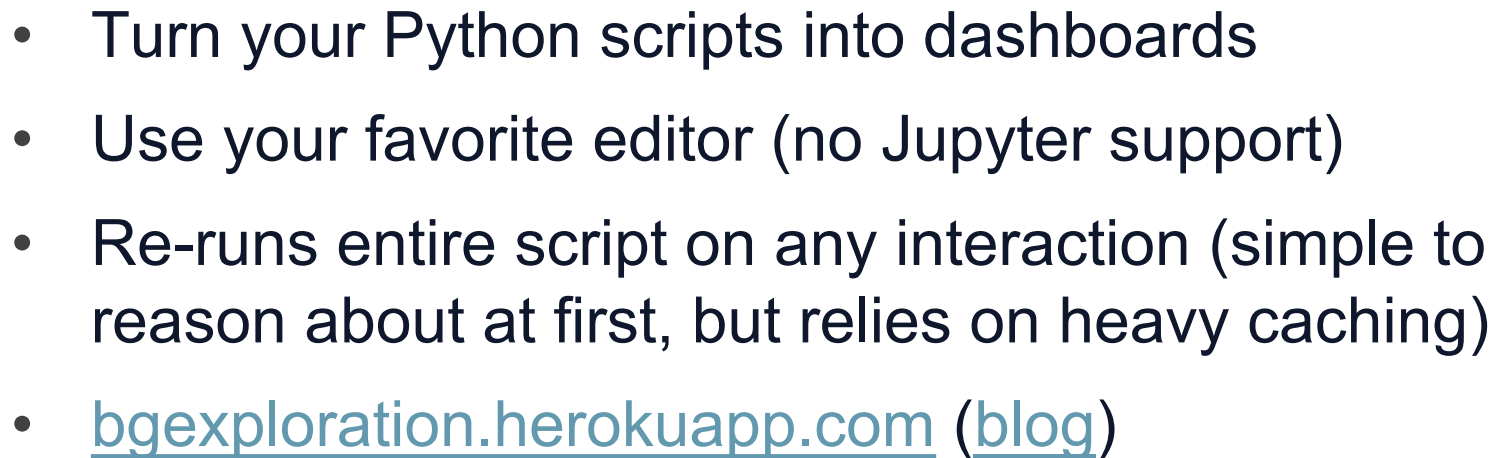 • Turn your Python scripts into dashboards
• Use your favorite editor (no Jupyter support)
• Re-runs entire script on any interaction (simple to
reason about at first, but relies on heavy caching)
• bgexploration.herokuapp.com (blog)